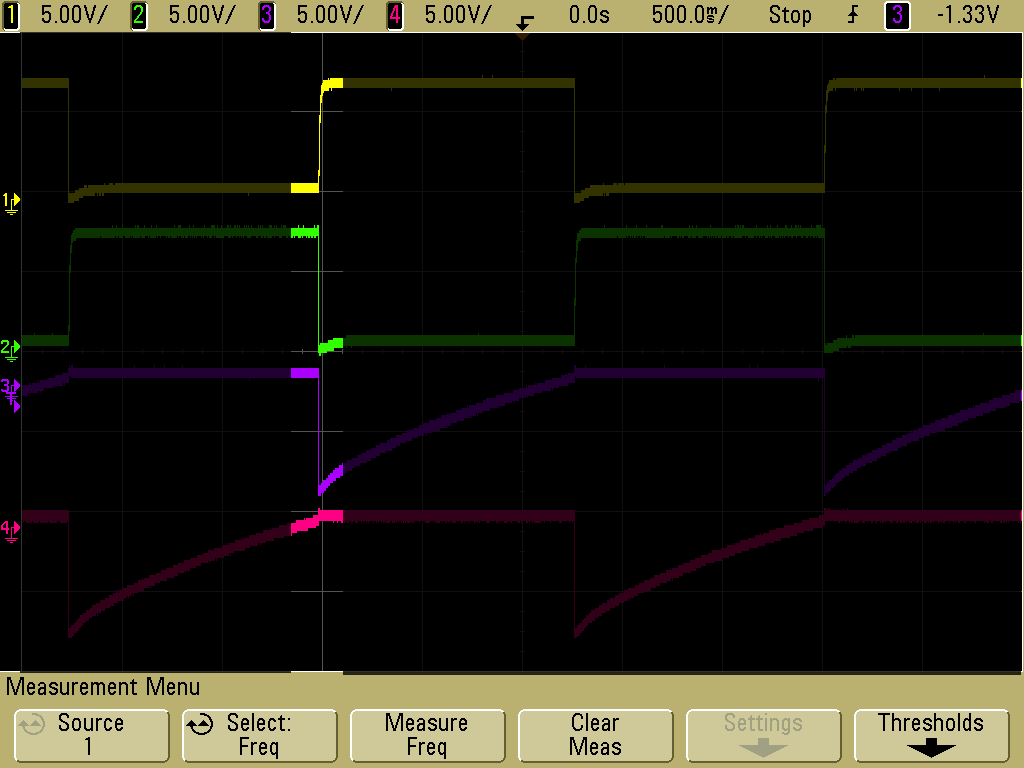 1 5.00V/ 2 5.00V/ 3 5.00V/ 4 5.00V/ 0.0s 500.0ms/ Stop 3 -1.33V
1
2
3
4
Measurement Menu
Source
1
Select:
Freq
Measure
Freq
Clear
Meas
Settings
Thresholds